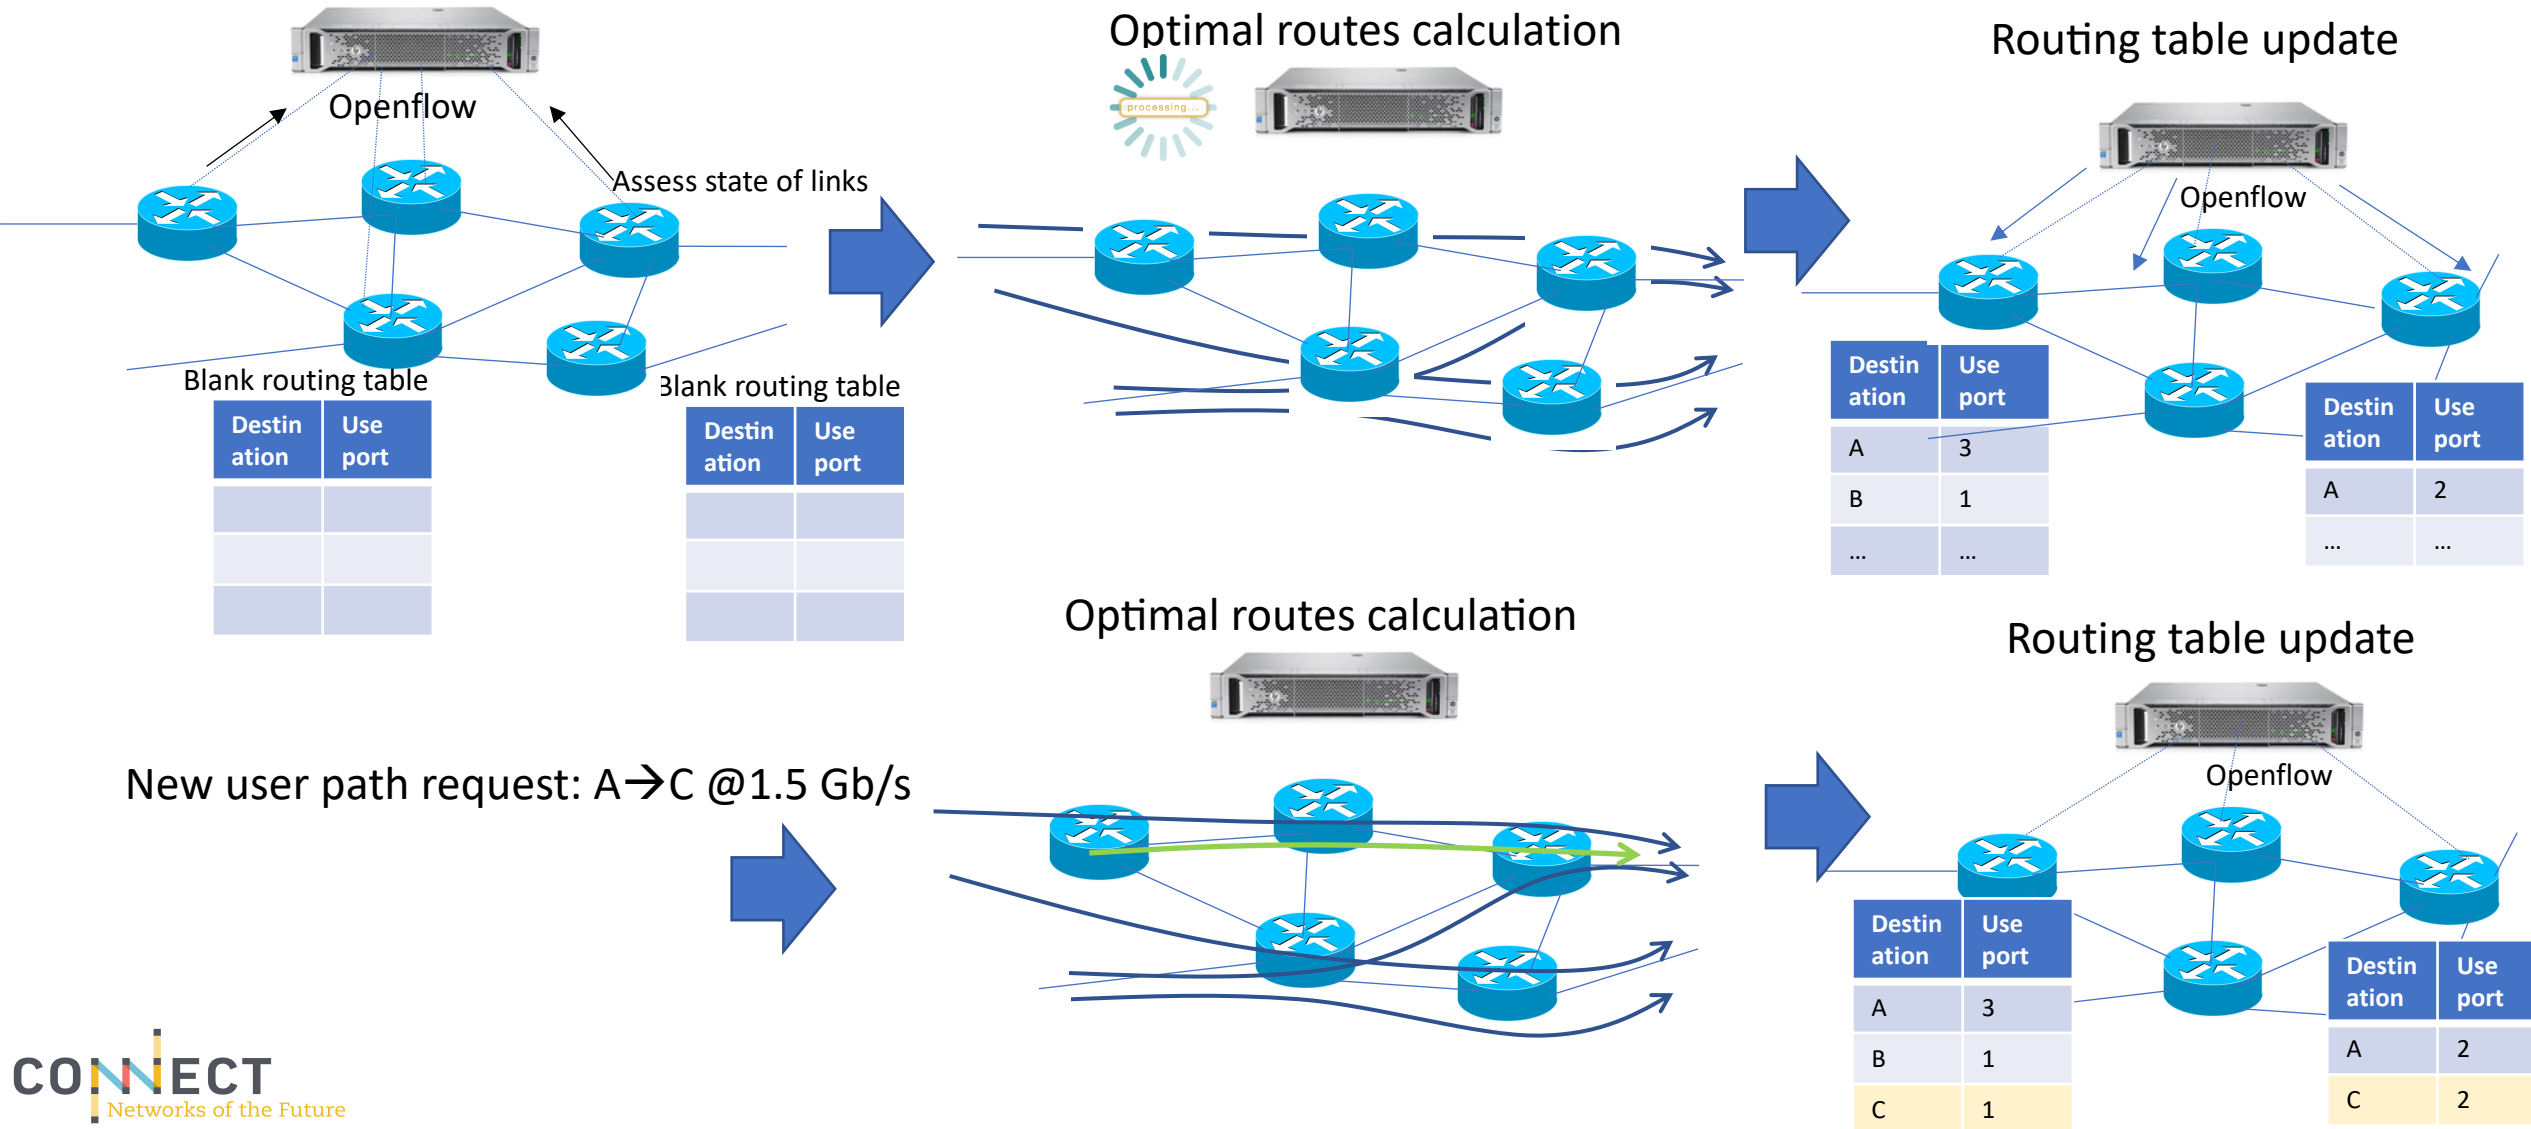 Openflow
Assess state of links
Blank routing table
Destin
ation
Use
port
Blank routing table
Destin
ation
Use
port
Optimal routes calculation
processing...
Routing table update
Openflow
Destin
ation
Use
port
A
3
B
1
...
...
Destin
ation
Use
port
A
2
...
...
New user path request: A→C @1.5 Gb/s
Optimal routes calculation
Routing table update
Openflow
Destin
ation
Use
port
A
3
B
1
C
1
Destin
ation
Use
port
A
2
C
2
CONNECT
Networks of the Future